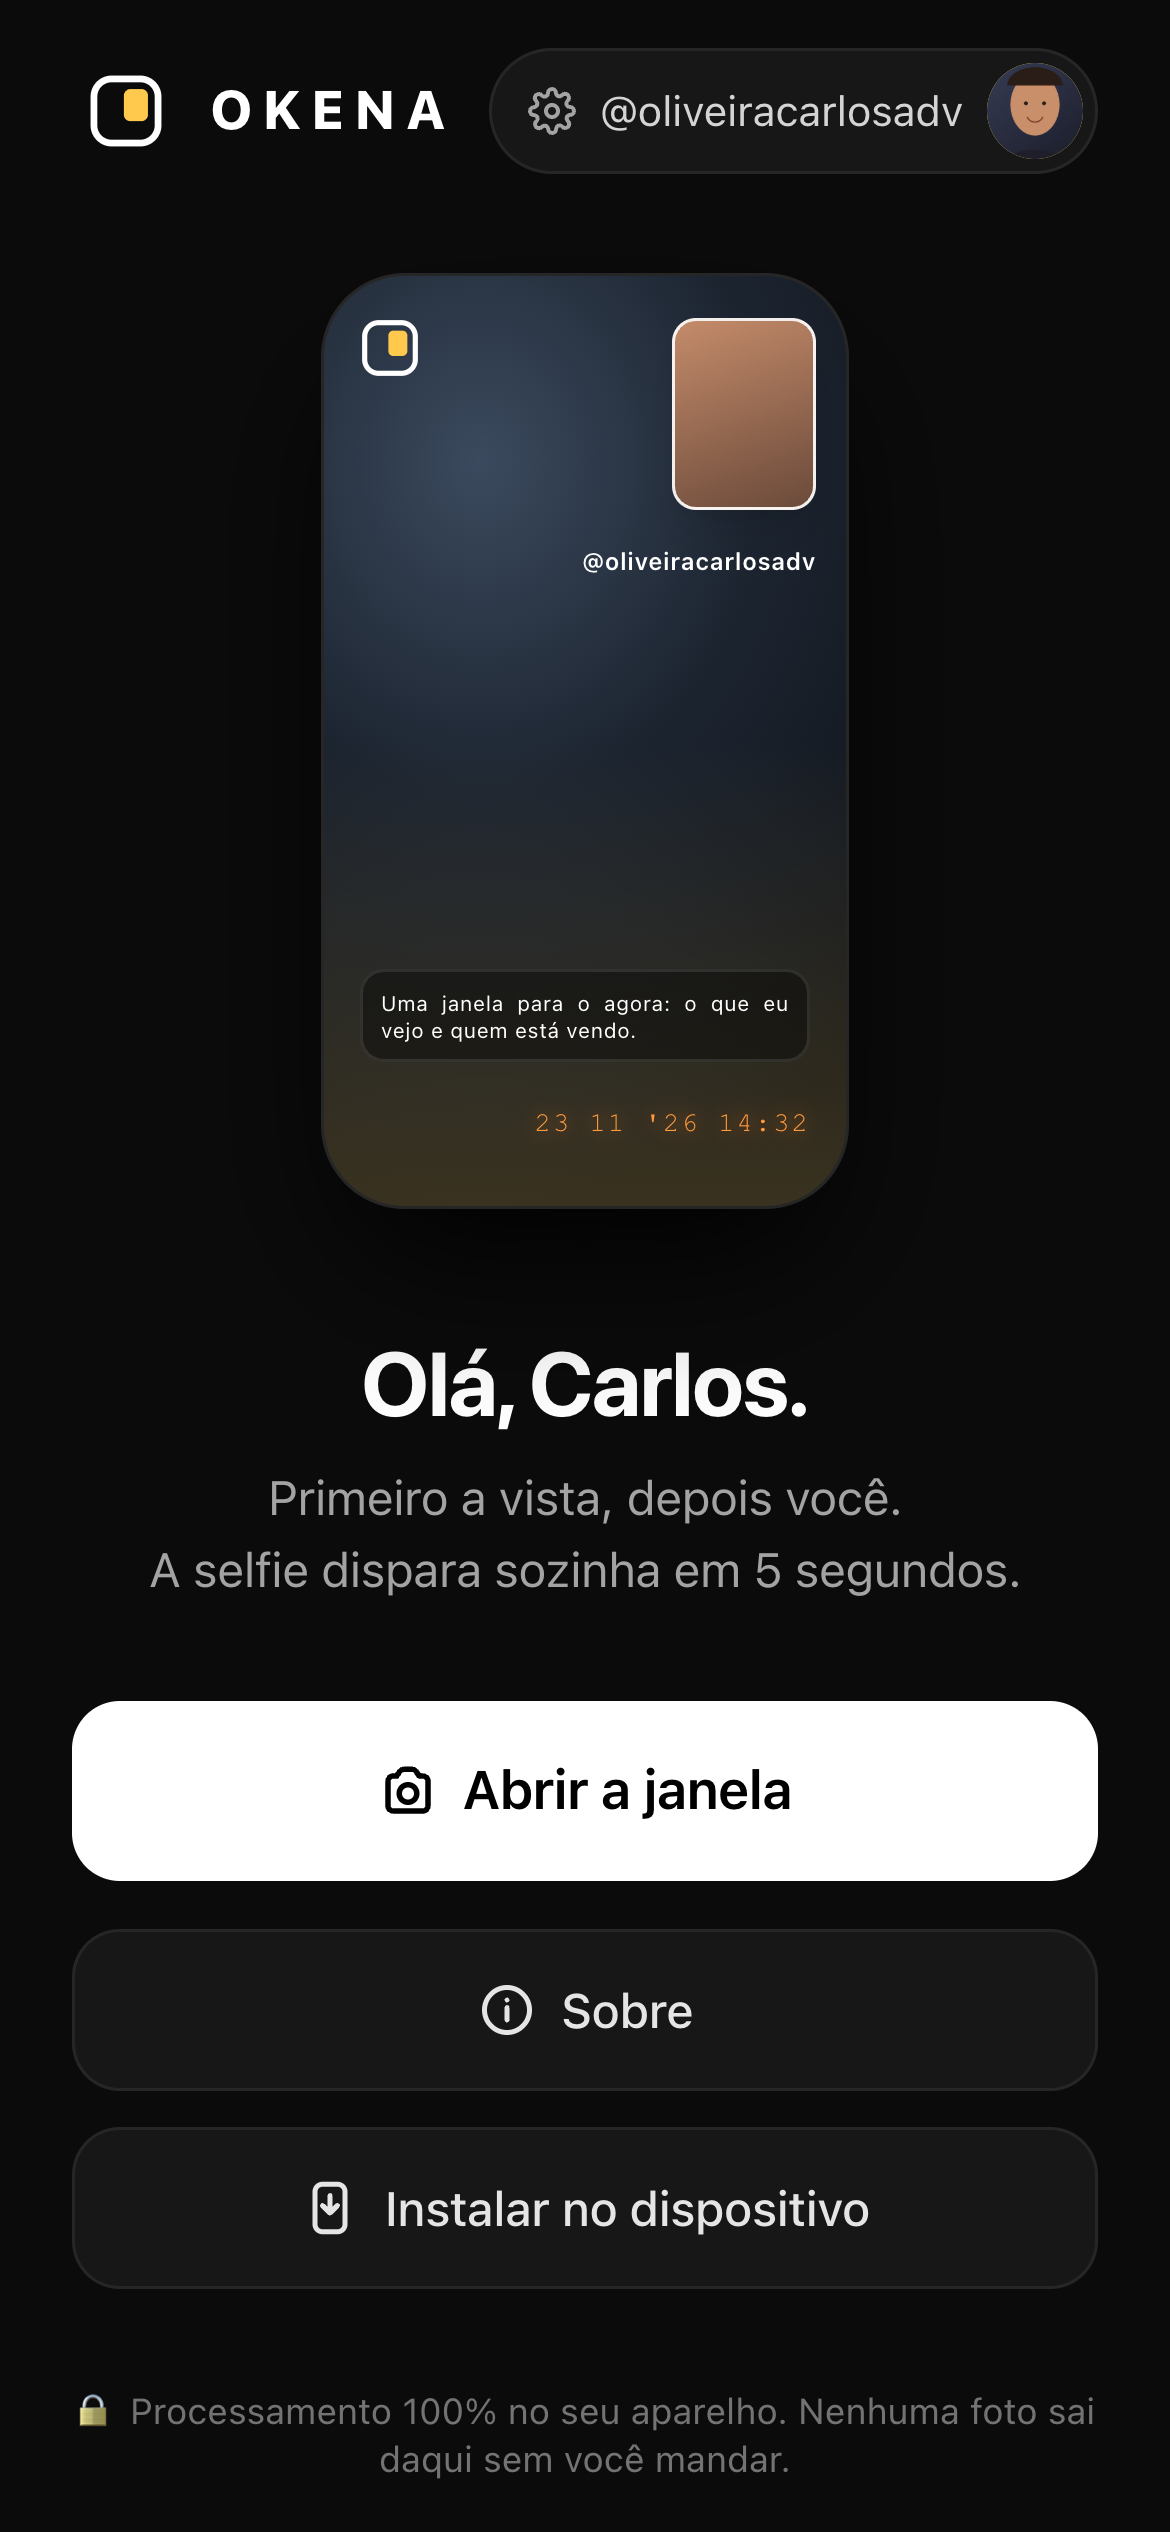 OKENA
@oliveiracarlosadv
@oliveiracarlosadv
Uma janela para o agora: o que eu
vejo e quem está vendo.
23 11 '26 14:32
Olá, Carlos.
Primeiro a vista, depois você.
A selfie dispara sozinha em 5 segundos.
Abrir a janela
Sobre
Instalar no dispositivo
🔒 Processamento 100% no seu aparelho. Nenhuma foto sai
daqui sem você mandar.